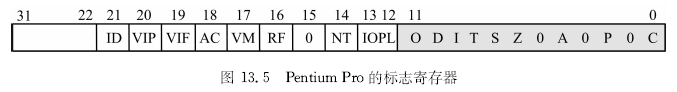 31 22 21 20 19 18 17 16 15 14 13 12 11 0
ID VIP VIF AC VM RF 0 NT IOPL O D I T S Z 0 A 0 P 0 C
图 13.5 Pentium Pro 的标志寄存器